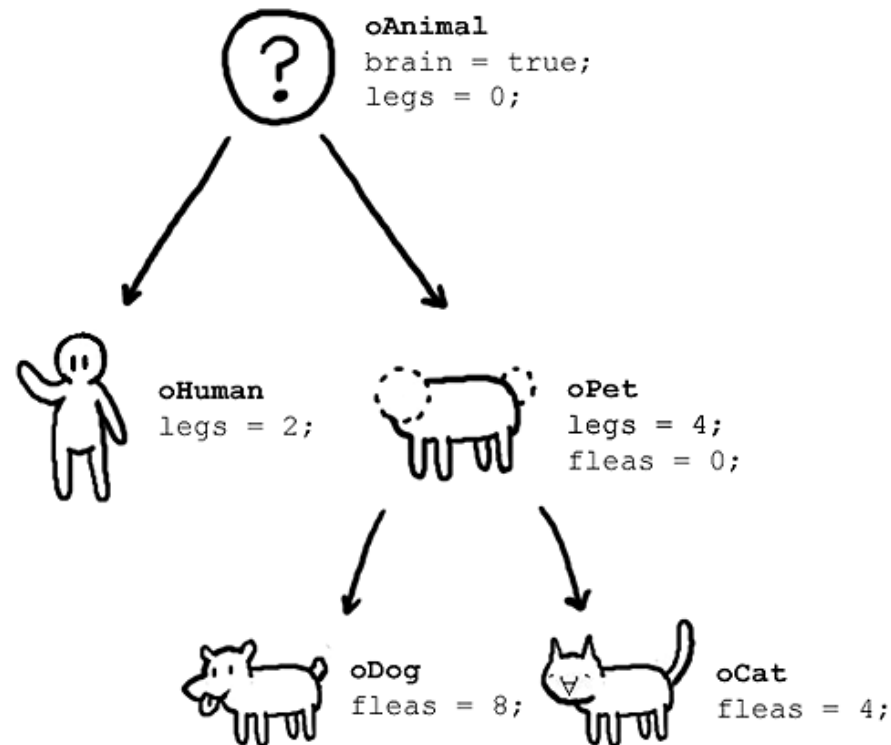 ?
oAnimal
brain = true;
legs = 0;
oHuman
legs = 2;
oPet
legs = 4;
fleas = 0;
oDog
fleas = 8;
oCat
fleas = 4;